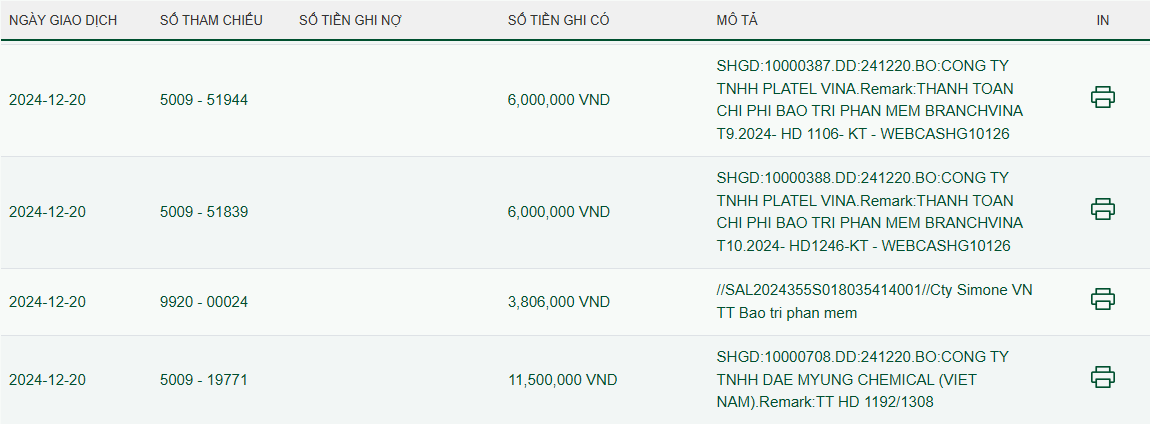 NGÀY GIAO DỊCH SỐ THAM CHIẾU SỐ TIỀN GHI NỢ SỐ TIỀN GHI CÓ MÔ TẢ IN
2024-12-20 5009 - 51944 6,000,000 VND SHGD:10000387.DD:241220.BO:CONG TY
TNHH PLATEL VINA.Remark:THANH TOAN
CHI PHI BAO TRI PHAN MEM BRANCHVINA
T9.2024- HD 1106- KT - WEBCASHG10126
2024-12-20 5009 - 51839 6,000,000 VND SHGD:10000388.DD:241220.BO:CONG TY
TNHH PLATEL VINA.Remark:THANH TOAN
CHI PHI BAO TRI PHAN MEM BRANCHVINA
T10.2024- HD1246-KT - WEBCASHG10126
2024-12-20 9920 - 00024 3,806,000 VND //SAL2024355S018035414001//Cty Simone VN
TT Bao tri phan mem
2024-12-20 5009 - 19771 11,500,000 VND SHGD:10000708.DD:241220.BO:CONG TY
TNHH DAE MYUNG CHEMICAL (VIET
NAM).Remark:TT HD 1192/1308